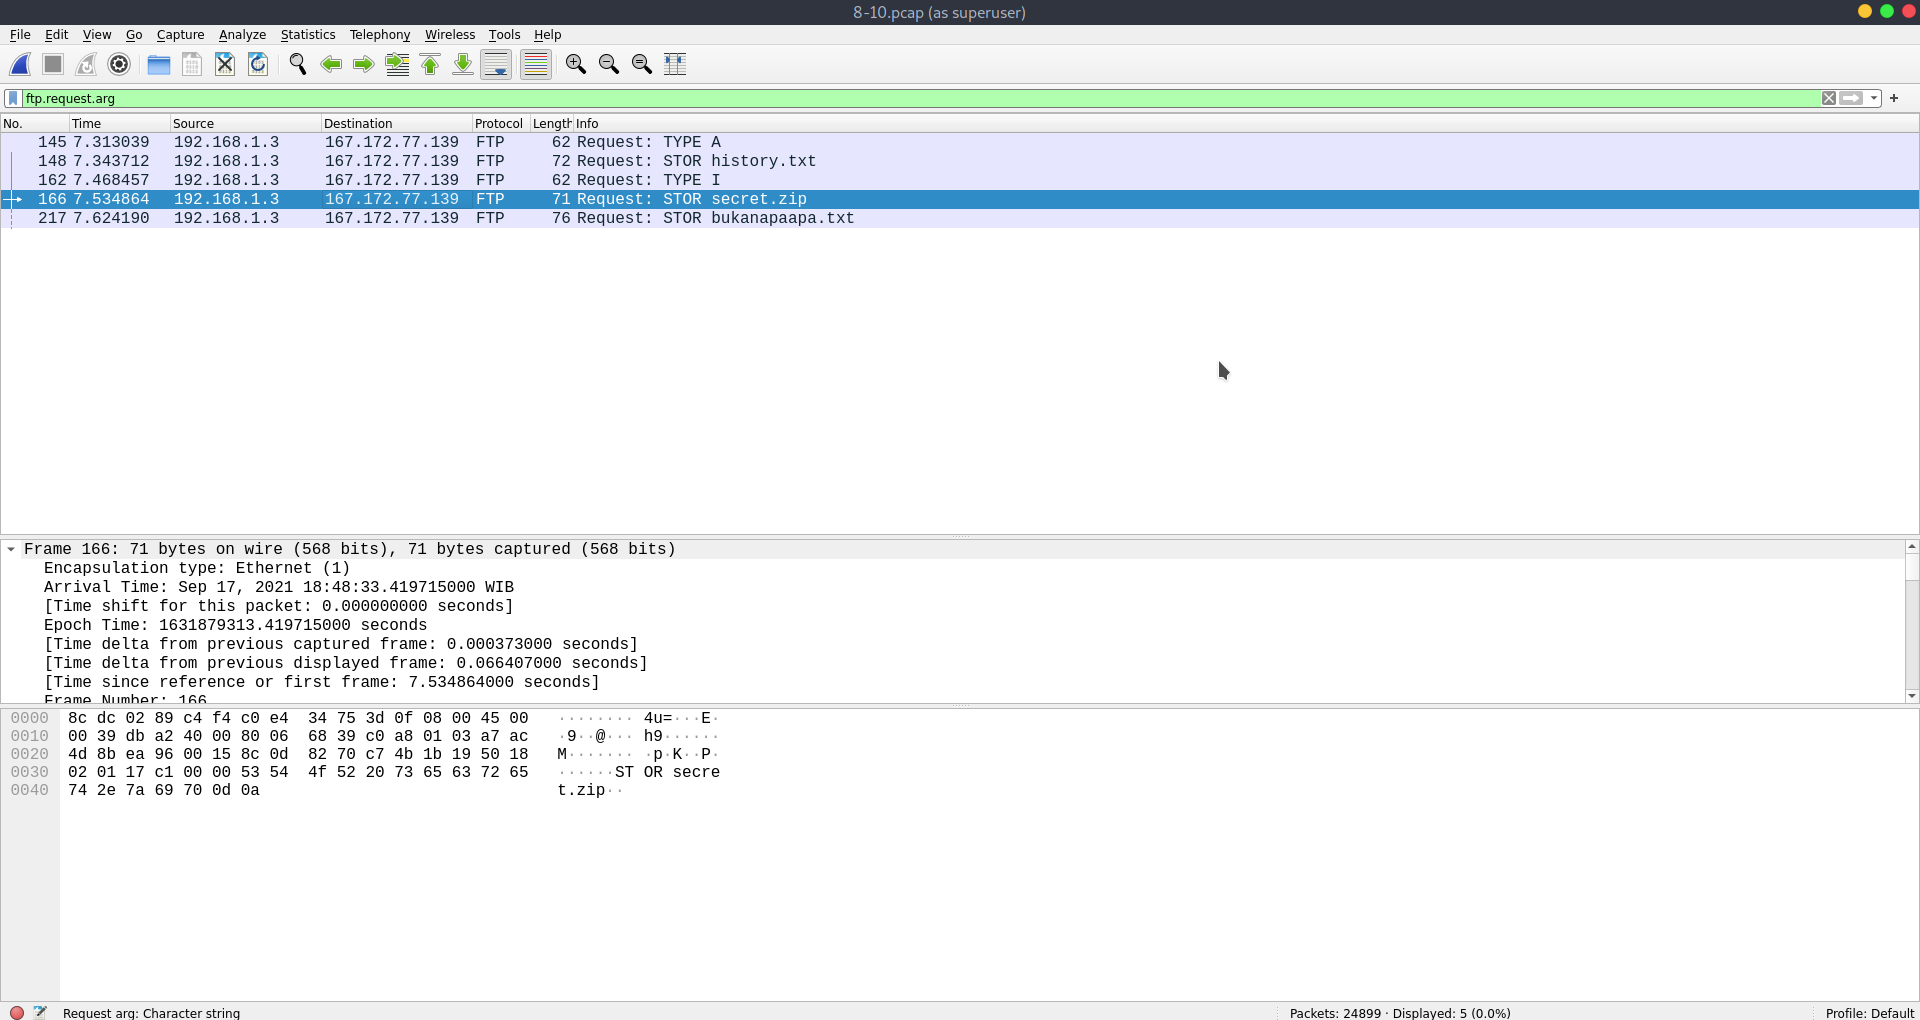 8-10.pcap (as superuser)
File Edit View Go Capture Analyze Statistics Telephony Wireless Tools Help
ftp.request.arg
No. Time Source Destination Protocol Length Info
145 7.313039 192.168.1.3 167.172.77.139 FTP 62 Request: TYPE A
148 7.343712 192.168.1.3 167.172.77.139 FTP 72 Request: STOR history.txt
162 7.468457 192.168.1.3 167.172.77.139 FTP 62 Request: TYPE I
166 7.534864 192.168.1.3 167.172.77.139 FTP 71 Request: STOR secret.zip
217 7.624190 192.168.1.3 167.172.77.139 FTP 76 Request: STOR bukanapaapa.txt
Frame 166: 71 bytes on wire (568 bits), 71 bytes captured (568 bits)
Encapsulation type: Ethernet (1)
Arrival Time: Sep 17, 2021 18:48:33.419715000 WIB
[Time shift for this packet: 0.000000000 seconds]
Epoch Time: 1631879313.419715000 seconds
[Time delta from previous captured frame: 0.000373000 seconds]
[Time delta from previous displayed frame: 0.066407000 seconds]
[Time since reference or first frame: 7.534864000 seconds]
Frame Number: 166
0000 8c dc 02 89 c4 f4 c0 e4 34 75 3d 0f 08 00 45 00 ········ 4u=···E·
0010 00 39 db a2 40 00 80 06 68 39 c0 a8 01 03 a7 ac ·9··@··· h9······
0020 4d 8b ea 96 00 15 8c 0d 82 70 c7 4b 1b 19 50 18 M······· ·p·K··P·
0030 02 01 17 c1 00 00 53 54 4f 52 20 73 65 63 72 65 ······ST OR secre
0040 74 2e 7a 69 70 0d 0a t.zip··
Request arg: Character string Packets: 24899 · Displayed: 5 (0.0%) Profile: Default